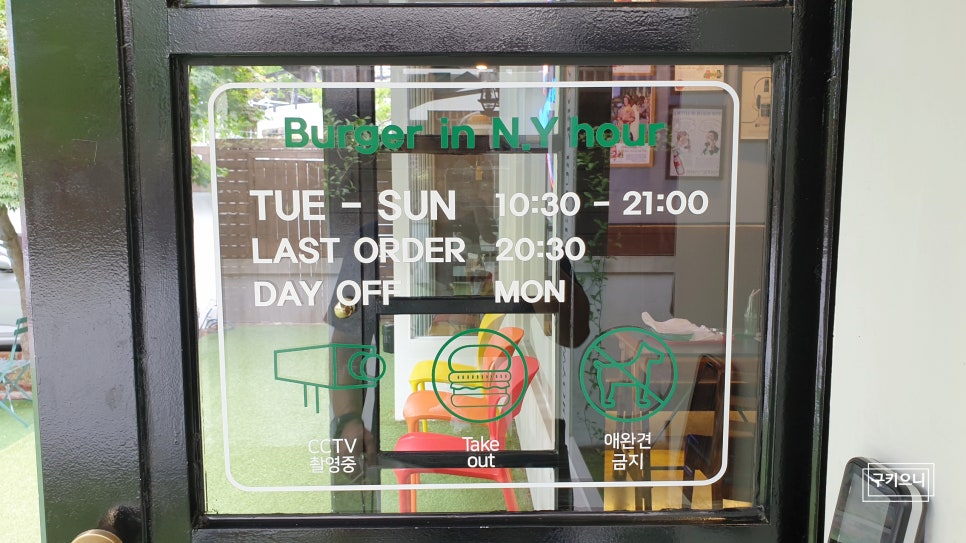 Burger in N.Y hour
TUE - SUN 10:30 - 21:00
LAST ORDER 20:30
DAY OFF MON
CCTV
촬영중
Take
out
애완견
금지
구키으니